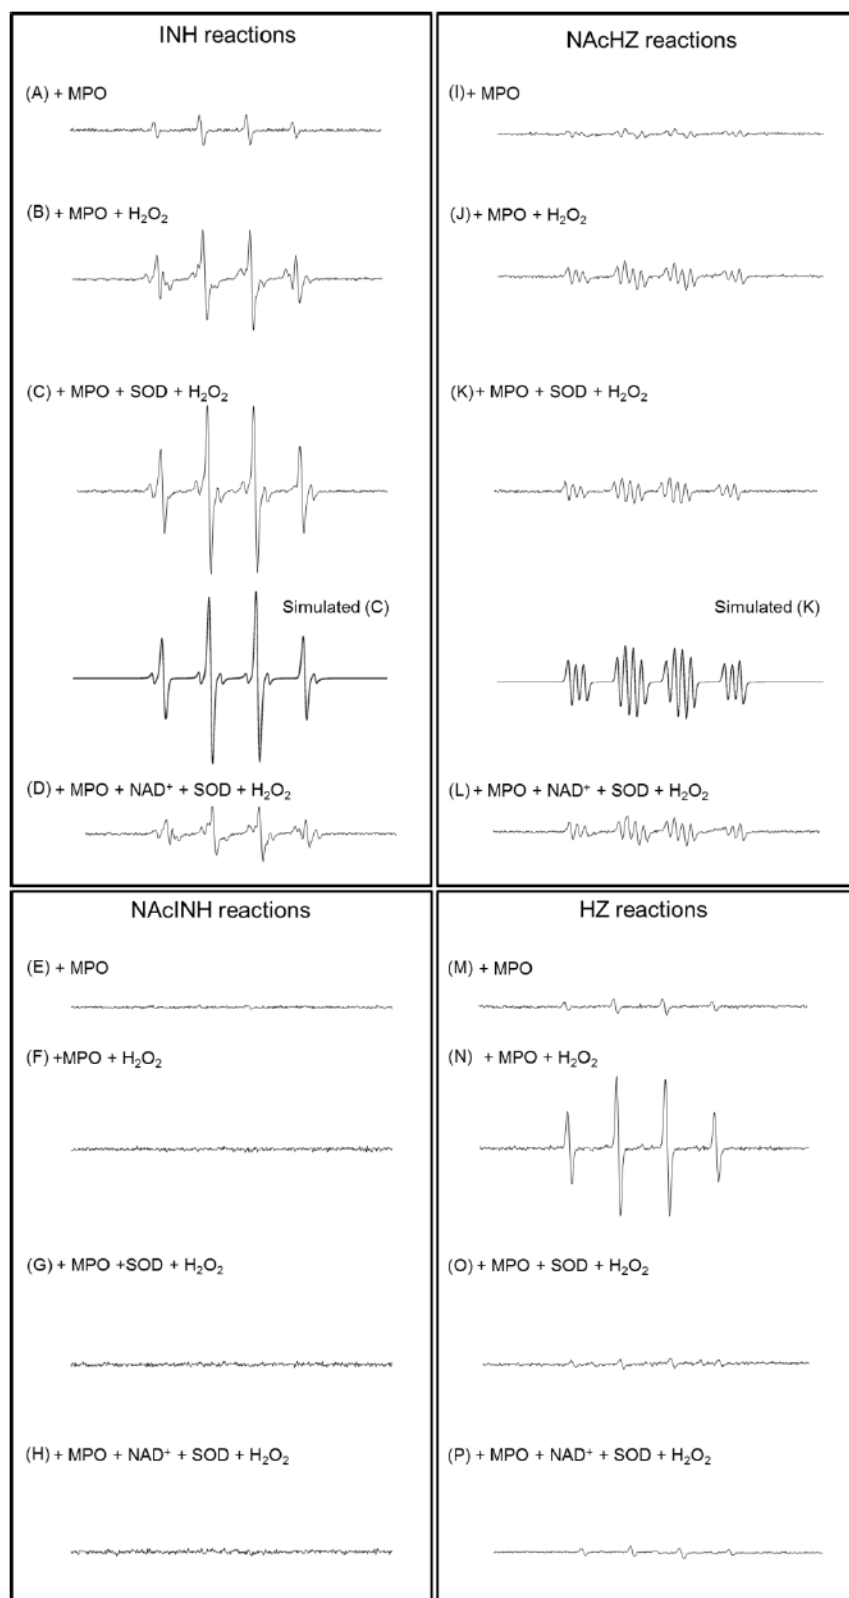 INH reactions
(A) + MPO
(B) + MPO + H₂O₂
(C) + MPO + SOD + H₂O₂
Simulated (C)
(D) + MPO + NAD⁺ + SOD + H₂O₂
NAcHZ reactions
(I) + MPO
(J) + MPO + H₂O₂
(K) + MPO + SOD + H₂O₂
Simulated (K)
(L) + MPO + NAD⁺ + SOD + H₂O₂
NAcINH reactions
(E) + MPO
(F) +MPO + H₂O₂
(G) + MPO +SOD + H₂O₂
(H) + MPO + NAD⁺ + SOD + H₂O₂
HZ reactions
(M) + MPO
(N) + MPO + H₂O₂
(O) + MPO + SOD + H₂O₂
(P) + MPO + NAD⁺ + SOD + H₂O₂